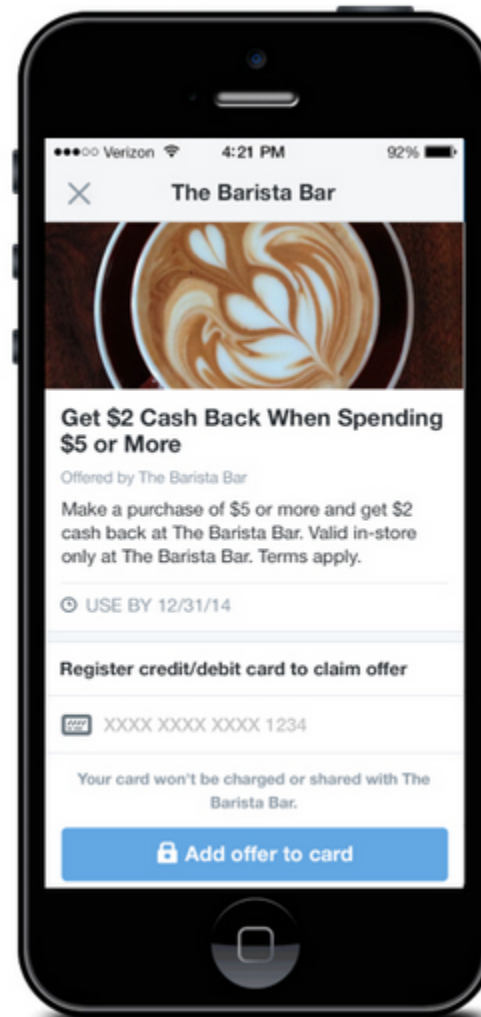 Verizon 4:21 PM 92%
The Barista Bar
Get $2 Cash Back When Spending
$5 or More
Offered by The Barista Bar
Make a purchase of $5 or more and get $2
cash back at The Barista Bar. Valid in-store
only at The Barista Bar. Terms apply.
USE BY 12/31/14
Register credit/debit card to claim offer
XXXX XXXX XXXX 1234
Your card won't be charged or shared with The
Barista Bar.
Add offer to card